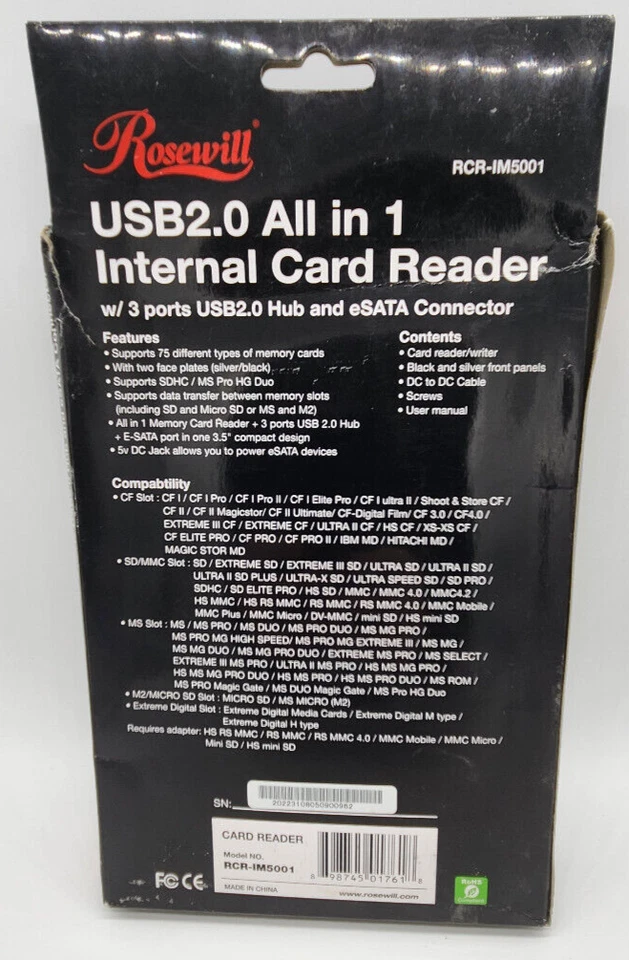 Rosewill®
RCR-IM5001
USB2.0 All in 1
Internal Card Reader
w/ 3 ports USB2.0 Hub and eSATA Connector
Features
• Supports 75 different types of memory cards
• With two face plates (silver/black)
• Supports SDHC / MS Pro HG Duo
• Supports data transfer between memory slots
(including SD and Micro SD or MS and M2)
• All in 1 Memory Card Reader + 3 ports USB 2.0 Hub
+ E-SATA port in one 3.5" compact design
• 5v DC Jack allows you to power eSATA devices
Contents
• Card reader/writer
• Black and silver front panels
• DC to DC Cable
• Screws
• User manual
Compatbility
• CF Slot : CF I / CF I Pro / CF I Pro II / CF I Elite Pro / CF I ultra II / Shoot & Store CF /
CF II / CF II Magicstor/ CF II Ultimate/ CF-Digital Film/ CF 3.0 / CF4.0 /
EXTREME III CF / EXTREME CF / ULTRA II CF / HS CF / XS-XS CF /
CF ELITE PRO / CF PRO / CF PRO II / IBM MD / HITACHI MD /
MAGIC STOR MD
• SD/MMC Slot : SD / EXTREME SD / EXTREME III SD / ULTRA SD / ULTRA II SD /
ULTRA II SD PLUS / ULTRA-X SD / ULTRA SPEED SD / SD PRO /
SDHC / SD ELITE PRO / HS SD / MMC / MMC 4.0 / MMC4.2 /
HS MMC / HS RS MMC / RS MMC / RS MMC 4.0 / MMC Mobile /
MMC Plus / MMC Micro / DV-MMC / mini SD / HS mini SD
• MS Slot : MS / MS PRO / MS DUO / MS PRO DUO / MS MG PRO /
MS PRO MG HIGH SPEED/ MS PRO MG EXTREME III / MS MG /
MS MG DUO / MS MG PRO DUO / EXTREME MS PRO / MS SELECT /
EXTREME III MS PRO / ULTRA II MS PRO / HS MS MG PRO /
HS MS MG PRO DUO / HS MS PRO / HS MS PRO DUO / MS ROM /
MS PRO Magic Gate / MS DUO Magic Gate / MS Pro HG Duo
• M2/MICRO SD Slot : MICRO SD / MS MICRO (M2)
• Extreme Digital Slot : Extreme Digital Media Cards / Extreme Digital M type /
Extreme Digital H type
Requires adapter: HS RS MMC / RS MMC / RS MMC 4.0 / MMC Mobile / MMC Micro /
Mini SD / HS mini SD
SN:
20223108050900952
CARD READER
Model NO.
RCR-IM5001
MADE IN CHINA
8 98745 01761 8
www.rosewill.com
FC CE
RoHS